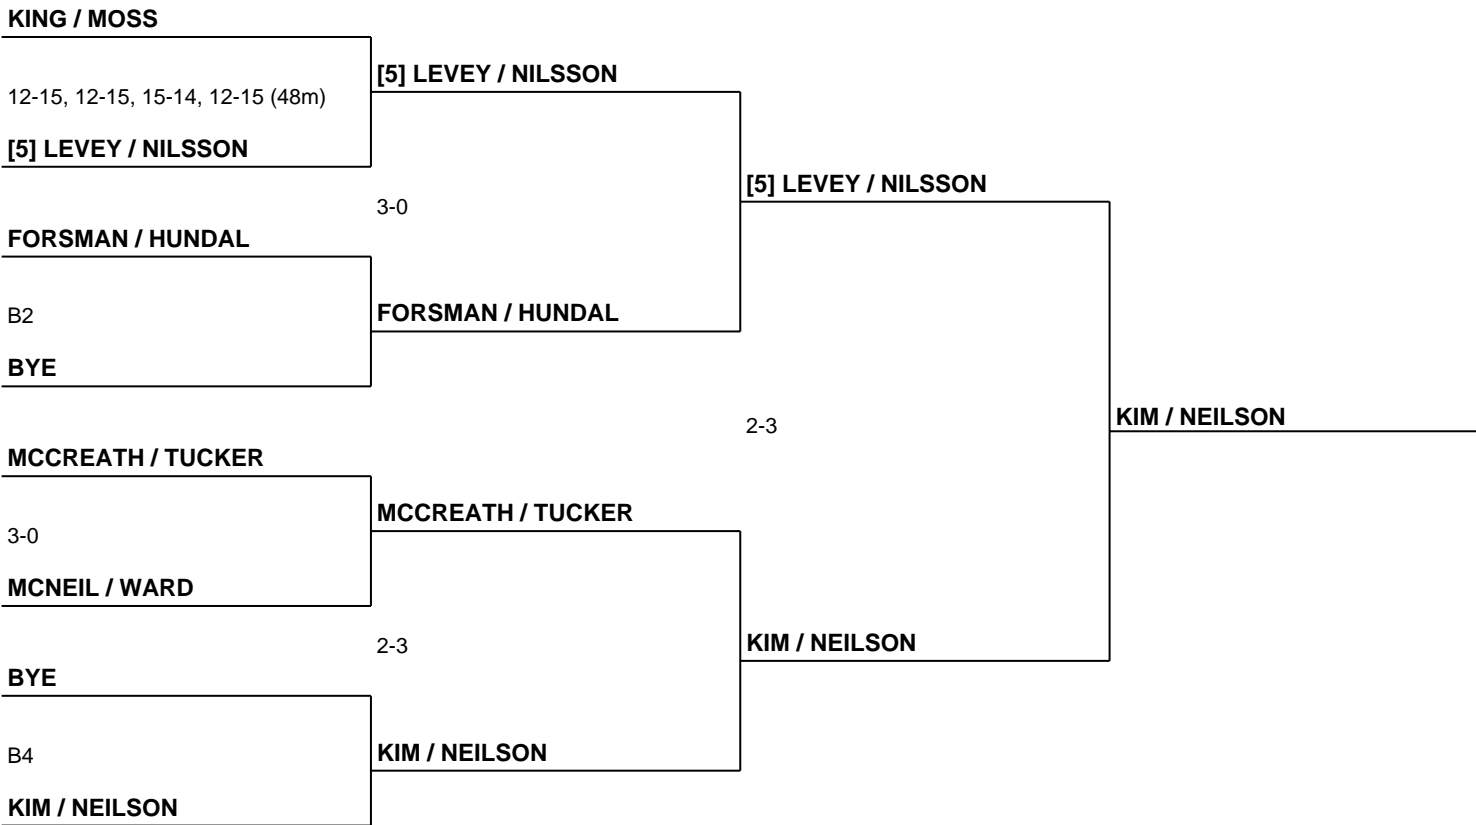 KING / MOSS
12-15, 12-15, 15-14, 12-15 (48m)
[5] LEVEY / NILSSON
FORSMAN / HUNDAL
B2
BYE
MCCREATH / TUCKER
3-0
MCNEIL / WARD
BYE
B4
KIM / NEILSON
[5] LEVEY / NILSSON
3-0
FORSMAN / HUNDAL
MCCREATH / TUCKER
2-3
KIM / NEILSON
[5] LEVEY / NILSSON
2-3
KIM / NEILSON
KIM / NEILSON